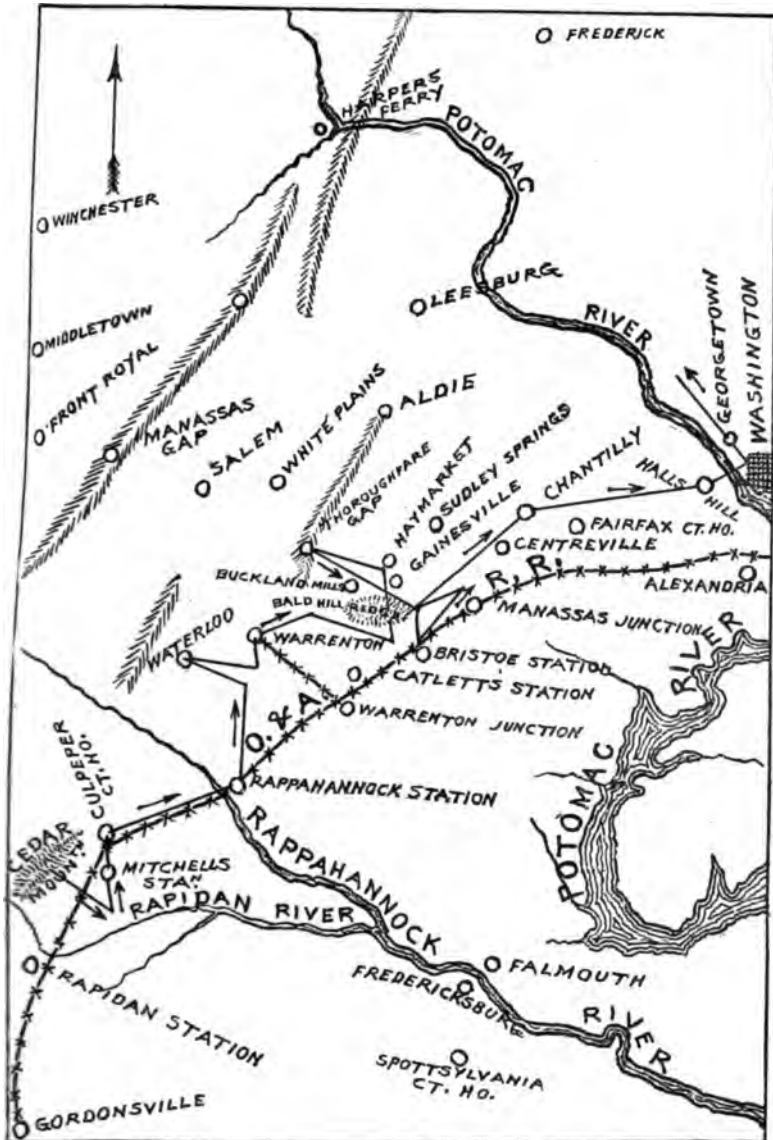 FREDERICK
HARPERS
FERRY
POTOMAC
WINCHESTER
LEESBURG
RIVER
GEORGETOWN
WASHINGTON
MIDDLETOWN
FRONT ROYAL
MANASSAS
GAP
SALEM
WHITE PLAINS
ALDIE
THOROUGHFARE
GAP
HAYMARKET
SUDLEY SPRINGS
GAINESVILLE
CHANTILLY
HALLS
HILL
FAIRFAX CT. HO.
CENTREVILLE
R. R.
ALEXANDRIA
BUCKLAND MILLS
BALD HILL RIDGE
MANASSAS JUNCTION
WATERLOO
WARRENTON
BRISTOE STATION
CATLETT'S STATION
WARRENTON JUNCTION
O. & A.
RIVER
POTOMAC
CULPEPER
CT. HO.
RAPPAHANNOCK STATION
RAPPAHANNOCK
CEDAR
MOUNT
MITCHELLS
STAN
RAPIDAN RIVER
RAPIDAN STATION
FALMOUTH
FREDERICKSBURG
RIVER
SPOTTSYLVANIA
CT. HO.
GORDONSVILLE